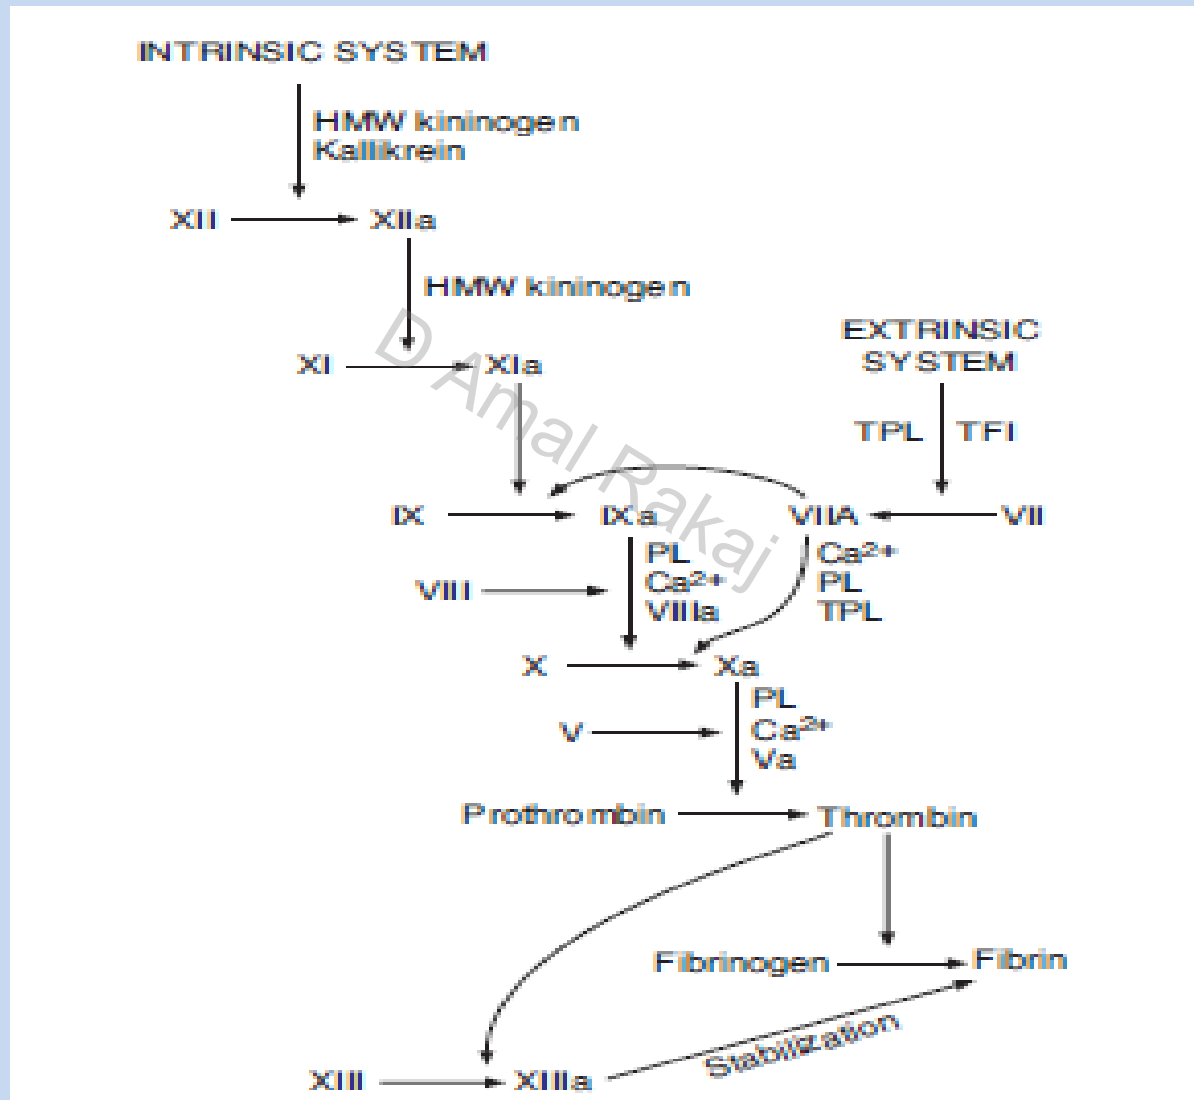 INTRINSIC SYSTEM
HMW kininogen
Kallikrein
XII
XIIa
HMW kininogen
EXTRINSIC
SYSTEM
XI
XIa
TPL
TFI
IX
IXa
VIIA
VII
PL
Ca²⁺
VIIIa
VIII
Ca²⁺
PL
TPL
X
Xa
PL
Ca²⁺
Va
V
Prothrombin
Thrombin
Fibrinogen
Fibrin
Stabilization
XIII
XIIIa
D Amal Rakaj